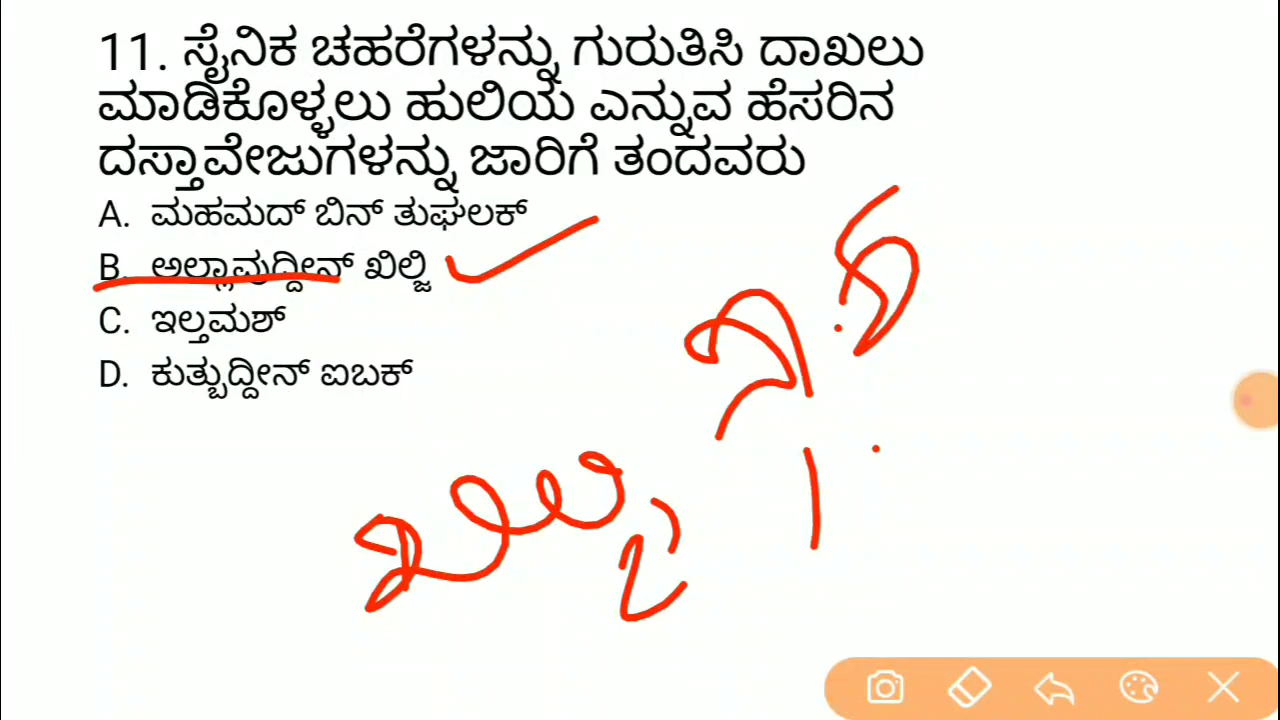 11. ಸೈನಿಕ ಚಹರೆಗಳನ್ನು ಗುರುತಿಸಿ ದಾಖಲು
ಮಾಡಿಕೊಳ್ಳಲು ಹುಲಿಯ ಎನ್ನುವ ಹೆಸರಿನ
ದಸ್ತಾವೇಜುಗಳನ್ನು ಜಾರಿಗೆ ತಂದವರು
A. ಮಹಮದ್ ಬಿನ್ ತುಘಲಕ್
B. ಅಲ್ಲಾವುದ್ದೀನ್ ಖಿಲ್ಜಿ
C. ಇಲ್ತಮಶ್
D. ಕುತ್ಬುದ್ದೀನ್ ಐಬಕ್